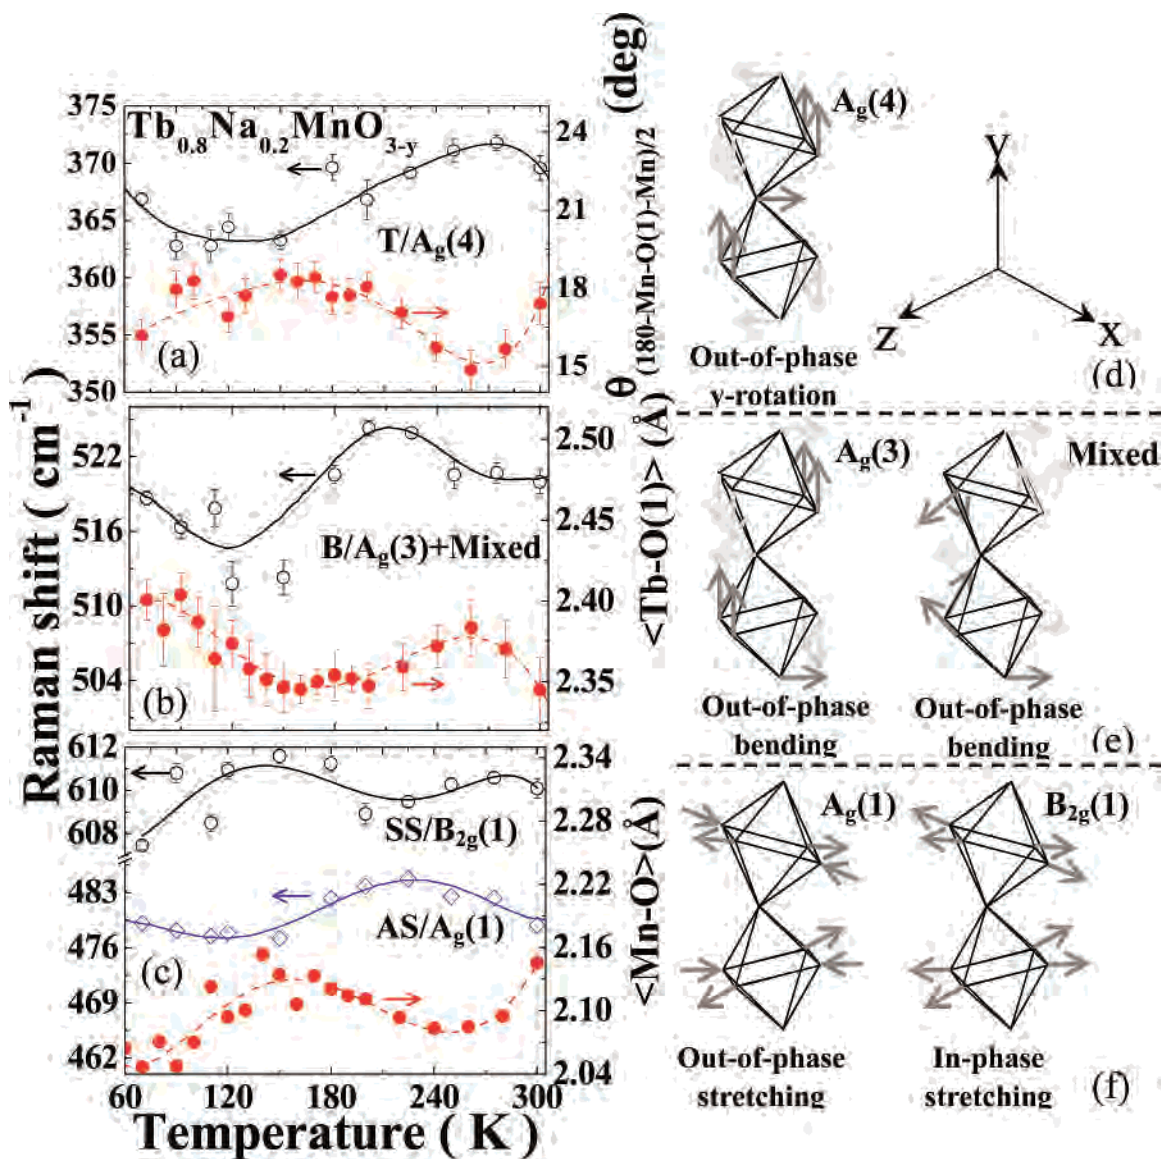 Raman shift ( cm⁻¹ )
375
370
365
360
355
350
Tb₀.₈Na₀.₂MnO₃₋y
T/Ag(4)
(a)
24
21
18
15
θ(180-Mn-O(1)-Mn)/2 (deg)
522
516
510
504
B/Ag(3)+Mixed
(b)
2.50
2.45
2.40
2.35
<Tb-O(1)> (Å)
612
610
608
483
476
469
462
SS/B2g(1)
AS/Ag(1)
(c)
2.34
2.28
2.22
2.16
2.10
2.04
<Mn-O>(Å)
60 120 180 240 300
Temperature ( K )
Ag(4)
Y
Z X
Out-of-phase
y-rotation
(d)
Ag(3) Mixed
Out-of-phase Out-of-phase
bending bending
(e)
Ag(1) B2g(1)
Out-of-phase In-phase
stretching stretching
(f)